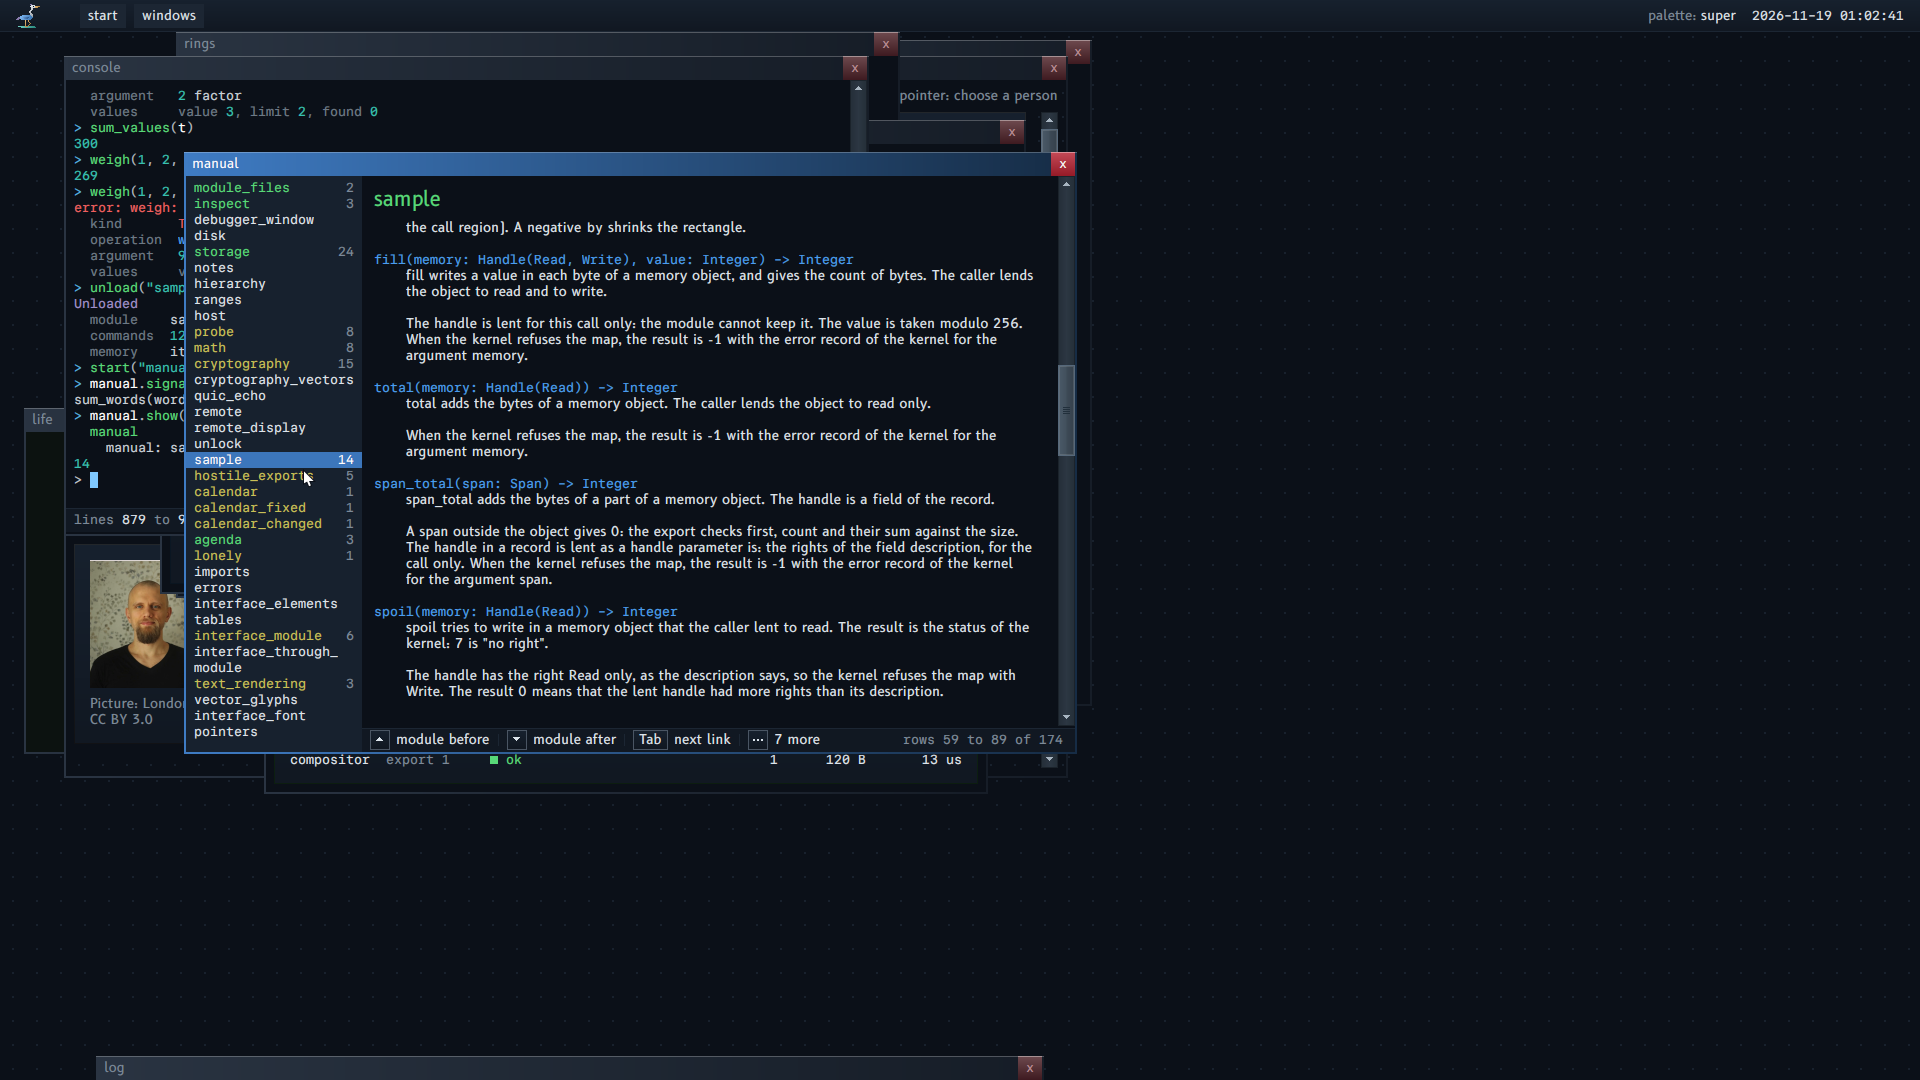 start windows palette: super 2026-11-19 01:02:41
rings x
x
console x
x
argument 2 factor
values value 3, limit 2, found 0
pointer: choose a person
> sum_values(t)
300
x
> weigh(1, 2,
269
> weigh(1, 2,
error: weigh:
kind
operation
argument 9
values
> unload("samp
Unloaded
module sa
commands 12
memory it
> start("manua
> manual.signa
sum_words(word
> manual.show(
manual
manual: sa
14
>
lines 879 to 9
life
Picture: Londo
CC BY 3.0
manual x
module_files 2
inspect 3
debugger_window
disk
storage 24
notes
hierarchy
ranges
host
probe 8
math 8
cryptography 15
cryptography_vectors
quic_echo
remote
remote_display
unlock
sample 14
hostile_exports 5
calendar 1
calendar_fixed 1
calendar_changed 1
agenda 3
lonely 1
imports
errors
interface_elements
tables
interface_module 6
interface_through_
module
text_rendering 3
vector_glyphs
interface_font
pointers
sample
the call region]. A negative by shrinks the rectangle.
fill(memory: Handle(Read, Write), value: Integer) -> Integer
fill writes a value in each byte of a memory object, and gives the count of bytes. The caller lends
the object to read and to write.
The handle is lent for this call only: the module cannot keep it. The value is taken modulo 256.
When the kernel refuses the map, the result is -1 with the error record of the kernel for the
argument memory.
total(memory: Handle(Read)) -> Integer
total adds the bytes of a memory object. The caller lends the object to read only.
When the kernel refuses the map, the result is -1 with the error record of the kernel for the
argument memory.
span_total(span: Span) -> Integer
span_total adds the bytes of a part of a memory object. The handle is a field of the record.
A span outside the object gives 0: the export checks first, count and their sum against the size.
The handle in a record is lent as a handle parameter is: the rights of the field description, for the
call only. When the kernel refuses the map, the result is -1 with the error record of the kernel
for the argument span.
spoil(memory: Handle(Read)) -> Integer
spoil tries to write in a memory object that the caller lent to read. The result is the status of the
kernel: 7 is "no right".
The handle has the right Read only, as the description says, so the kernel refuses the map with
Write. The result 0 means that the lent handle had more rights than its description.
module before module after Tab next link ... 7 more rows 59 to 89 of 174
compositor export 1 ok 1 120 B 13 us
log x